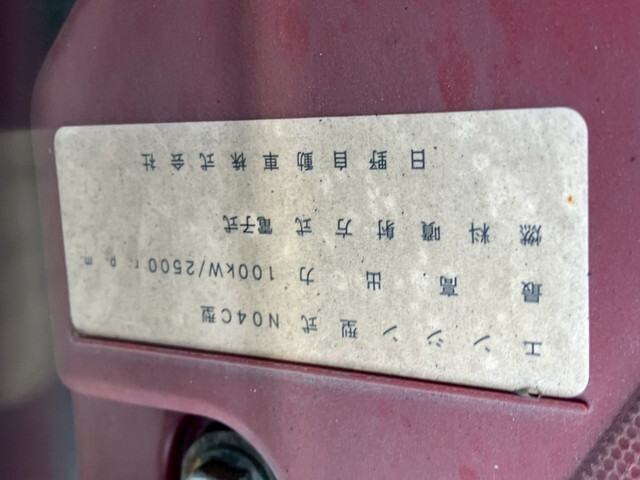 エンジン型式 N04C型
最高出力 100kW/2500r.p.m
燃料噴射方式 電子式
日野自動車株式会社